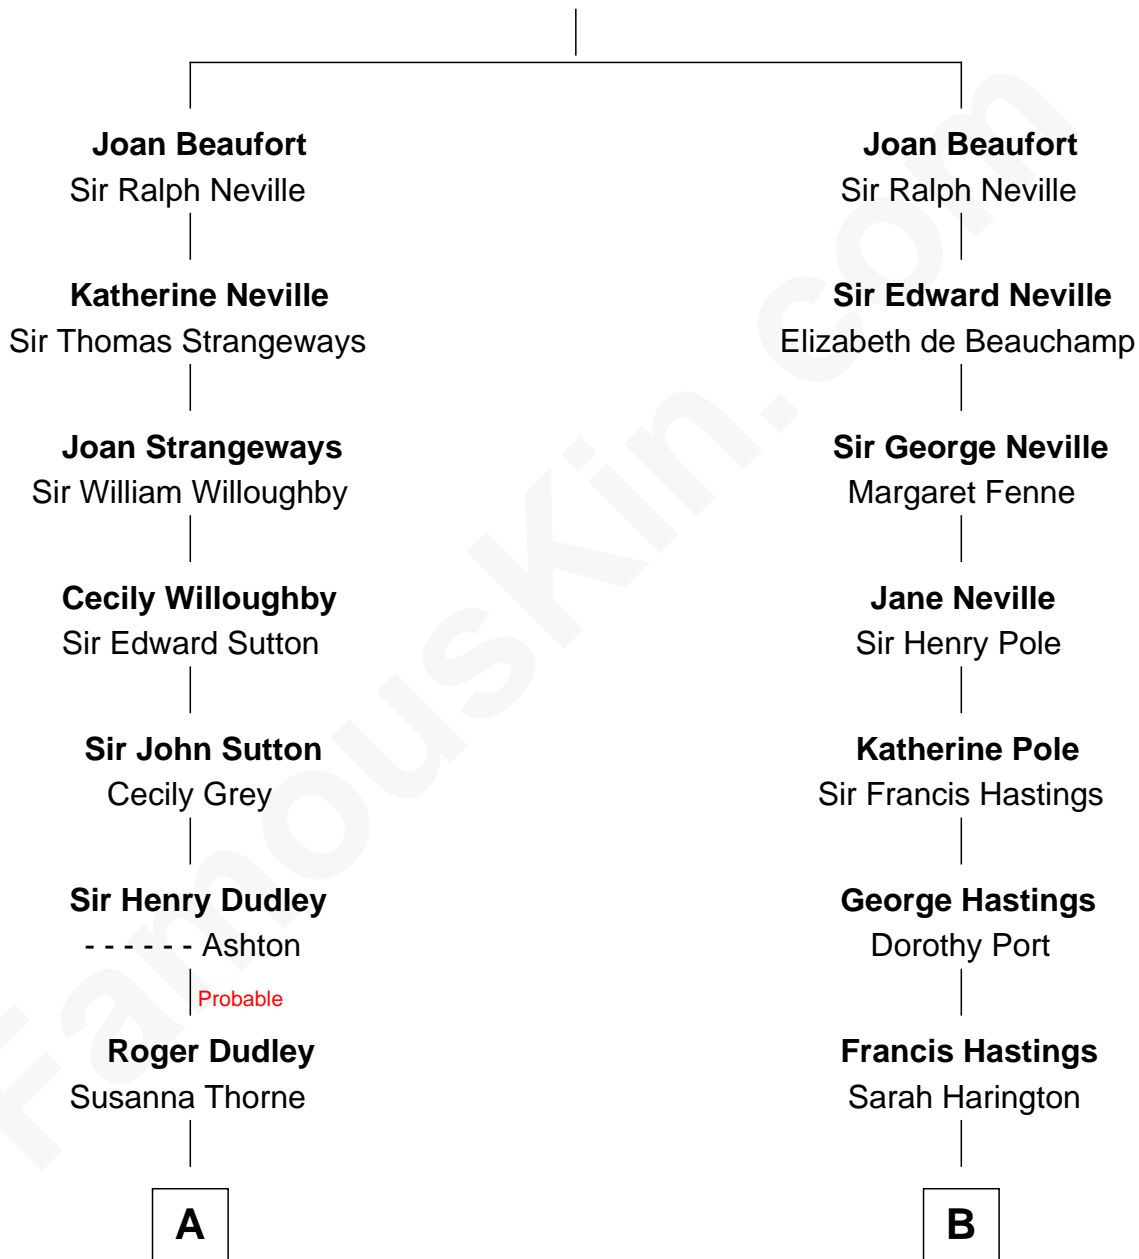 Joan Beaufort
Sir Ralph Neville
Katherine Neville
Sir Thomas Strangeways
Joan Strangeways
Sir William Willoughby
Cecily Willoughby
Sir Edward Sutton
Sir John Sutton
Cecily Grey
Sir Henry Dudley
- - - - - - Ashton
Probable
Roger Dudley
Susanna Thorne
A
Joan Beaufort
Sir Ralph Neville
Sir Edward Neville
Elizabeth de Beauchamp
Sir George Neville
Margaret Fenne
Jane Neville
Sir Henry Pole
Katherine Pole
Sir Francis Hastings
George Hastings
Dorothy Port
Francis Hastings
Sarah Harington
B
FamousKin.com